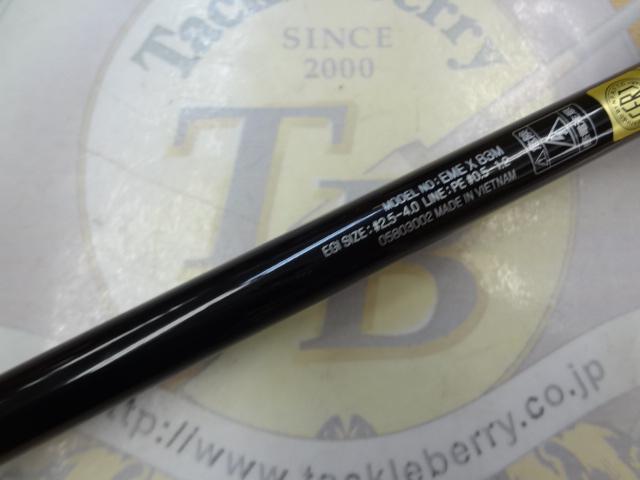 Tackleberry
SINCE
2000
TB
MODEL NO: EME X 83M
EGI SIZE : #2.5-4.0 LINE : PE #0.5-1.2
05803002 MADE IN VIETNAM
http://www.tackleberry.co.jp